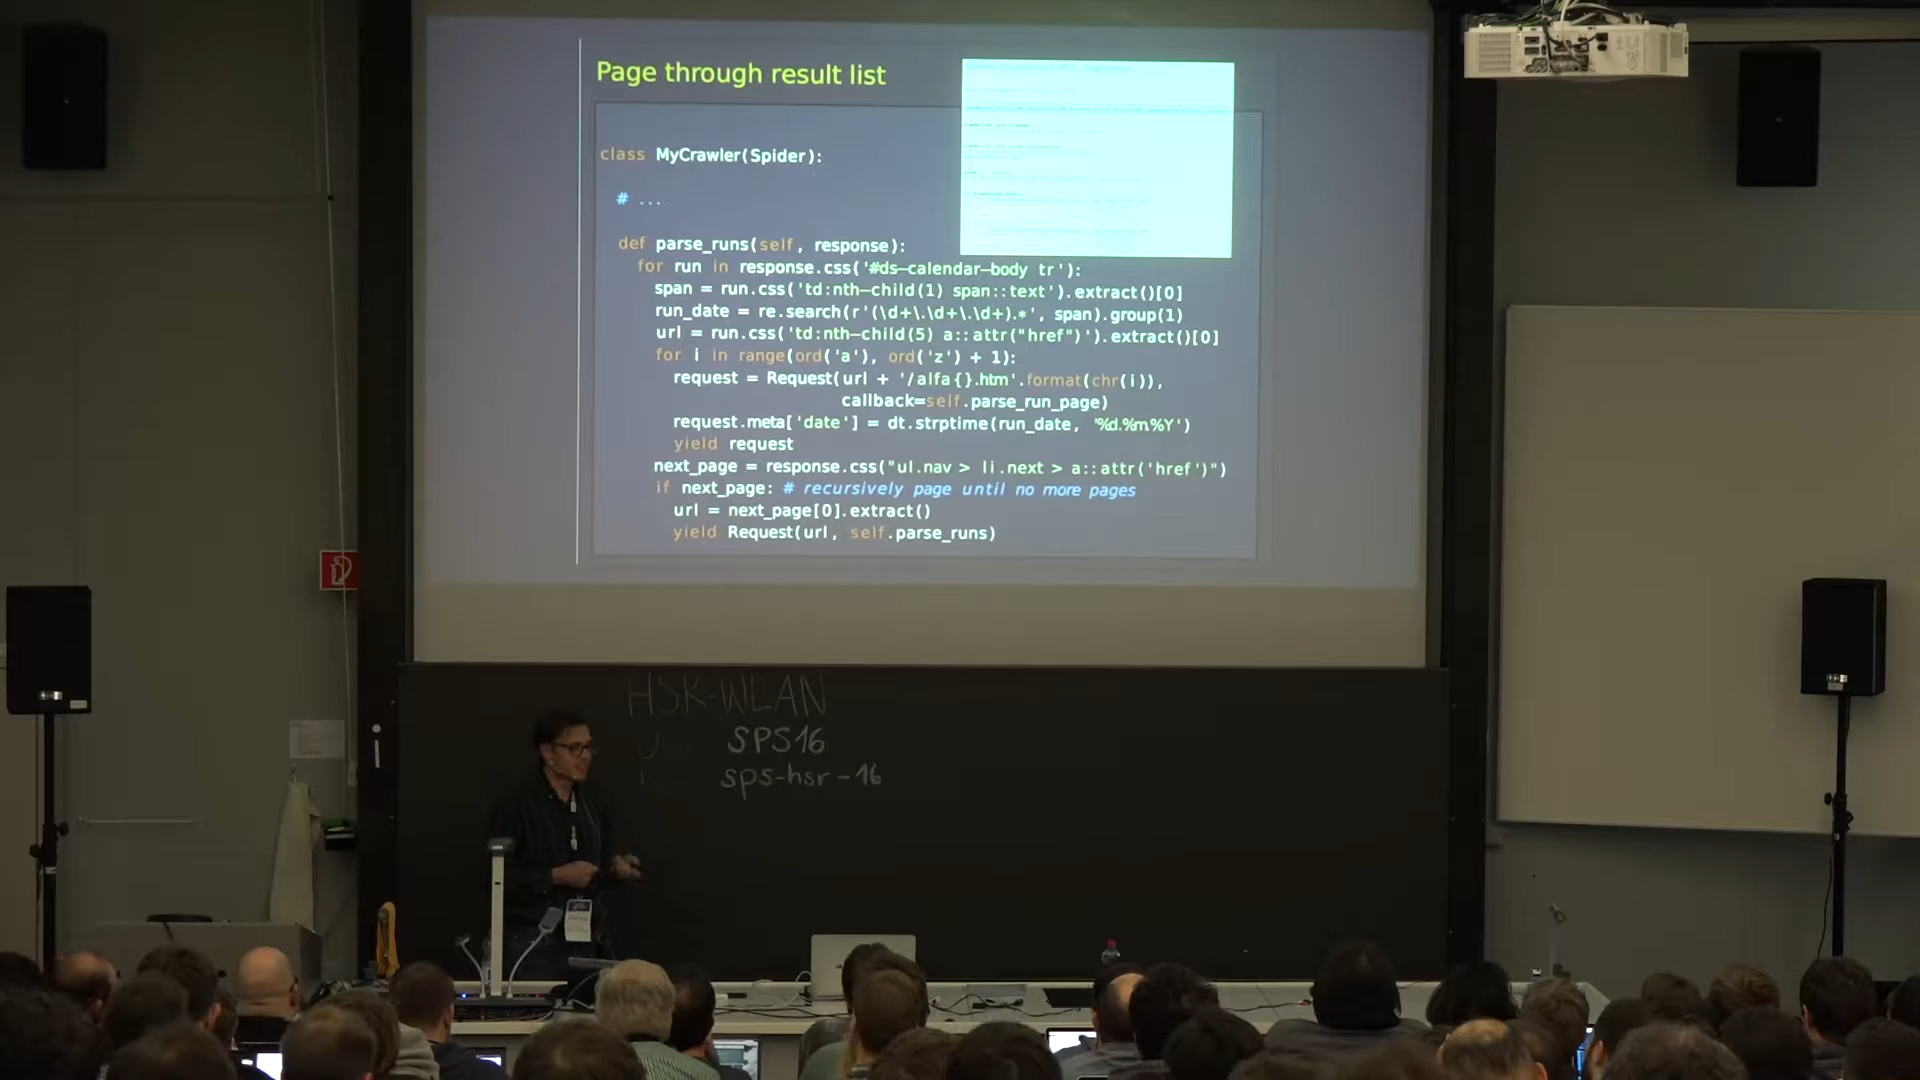 Page through result list
class MyCrawler(Spider):
# ...
def parse_runs(self, response):
for run in response.css('#ds-calendar-body tr'):
span = run.css('td:nth-child(1) span::text').extract()[0]
run_date = re.search(r'(\d+\.\d+\.\d+).*', span).group(1)
url = run.css('td:nth-child(5) a::attr("href")').extract()[0]
for i in range(ord('a'), ord('z') + 1):
request = Request(url + '/alfa{}.htm'.format(chr(i)),
callback=self.parse_run_page)
request.meta['date'] = dt.strptime(run_date, '%d.%m%Y')
yield request
next_page = response.css("ul.nav > li.next > a::attr('href')")
if next_page: # recursively page until no more pages
url = next_page[0].extract()
yield Request(url, self.parse_runs)
HSR-WLAN
SPS16
sps-hsr-16